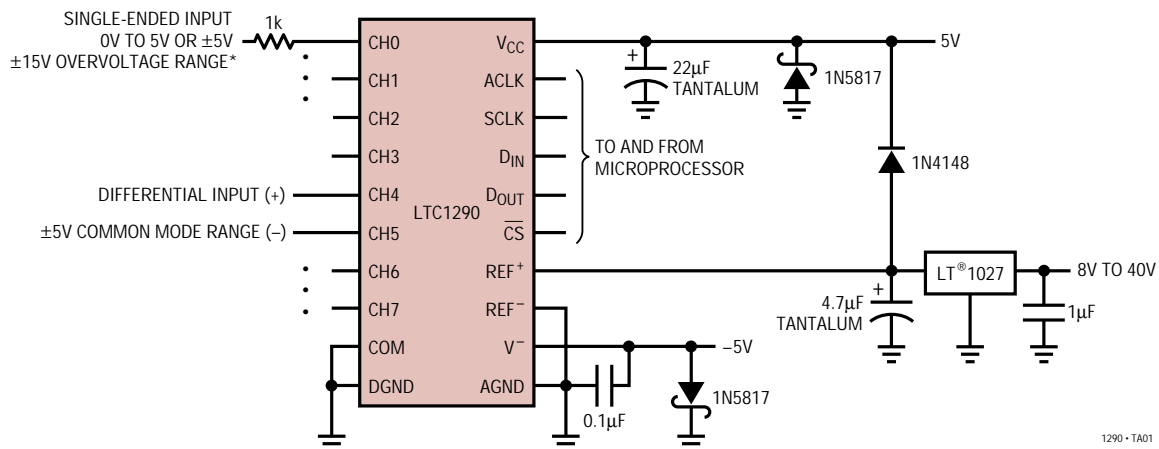 SINGLE-ENDED INPUT
0V TO 5V OR ±5V
±15V OVERVOLTAGE RANGE*
1k
DIFFERENTIAL INPUT (+)
±5V COMMON MODE RANGE (–)
CH0
CH1
CH2
CH3
CH4
CH5
CH6
CH7
COM
DGND
LTC1290
VCC
ACLK
SCLK
DIN
DOUT
CS
REF+
REF–
V–
AGND
+
22µF
TANTALUM
1N5817
5V
TO AND FROM
MICROPROCESSOR
1N4148
LT®1027
8V TO 40V
+
4.7µF
TANTALUM
1µF
–5V
0.1µF
1N5817
1290 • TA01